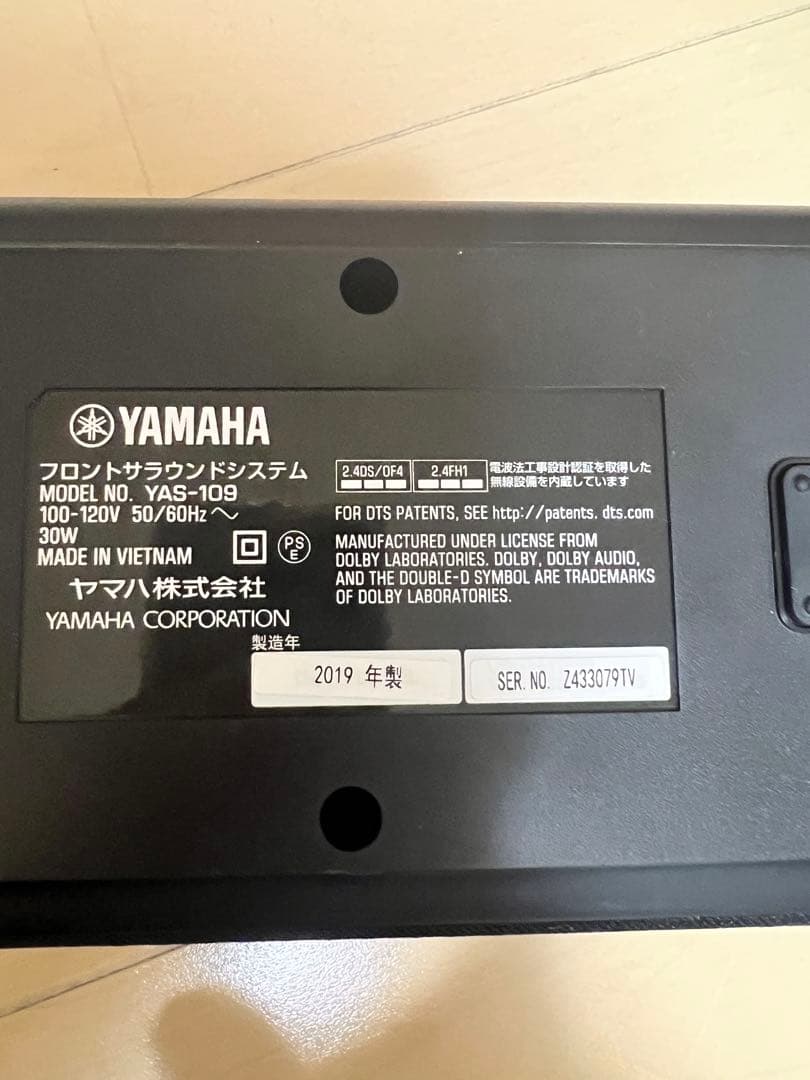 YAMAHA
フロントサラウンドシステム
MODEL NO. YAS-109
100-120V 50/60Hz ～
30W
MADE IN VIETNAM
PS
E
ヤマハ株式会社
YAMAHA CORPORATION
2.4DS/OF4
2.4FH1
電波法工事設計認証を取得した
無線設備を内蔵しています
FOR DTS PATENTS, SEE http://patents.dts.com
MANUFACTURED UNDER LICENSE FROM
DOLBY LABORATORIES. DOLBY, DOLBY AUDIO,
AND THE DOUBLE-D SYMBOL ARE TRADEMARKS
OF DOLBY LABORATORIES.
製造年
2019 年製
SER. NO. Z433079TV